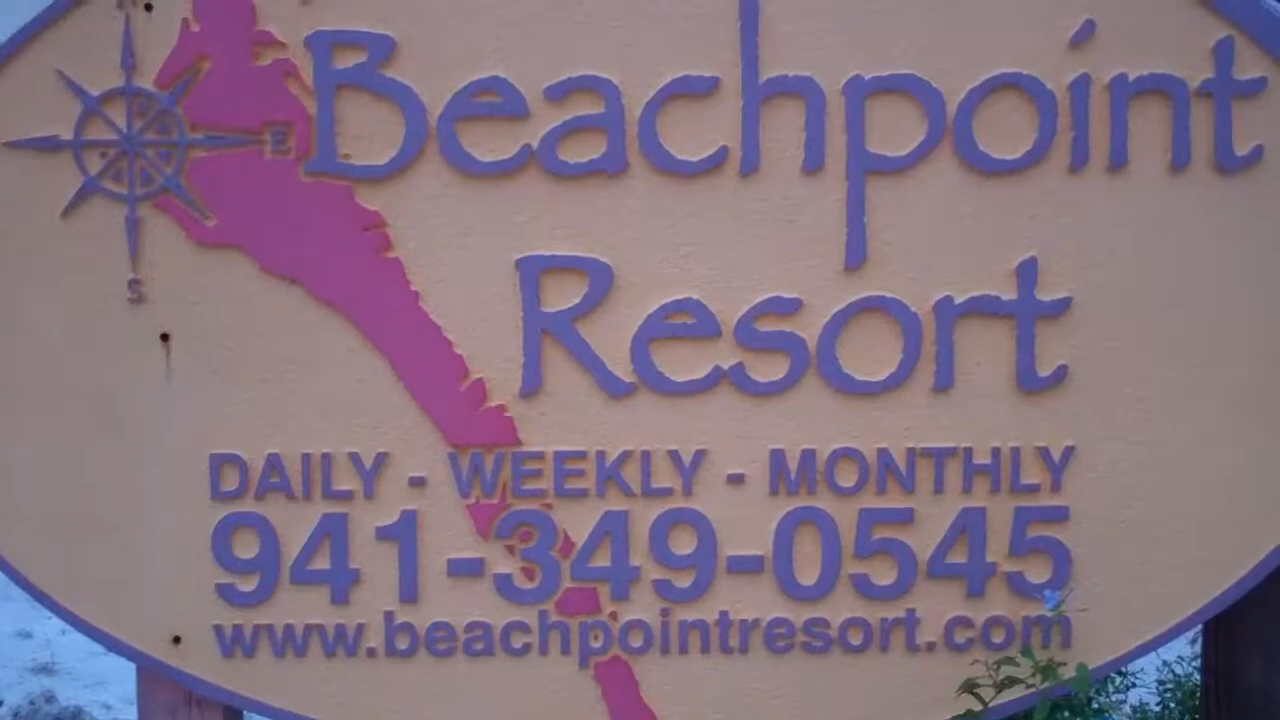 E
Beachpoint
S
Resort
DAILY - WEEKLY - MONTHLY
941-349-0545
www.beachpointresort.com